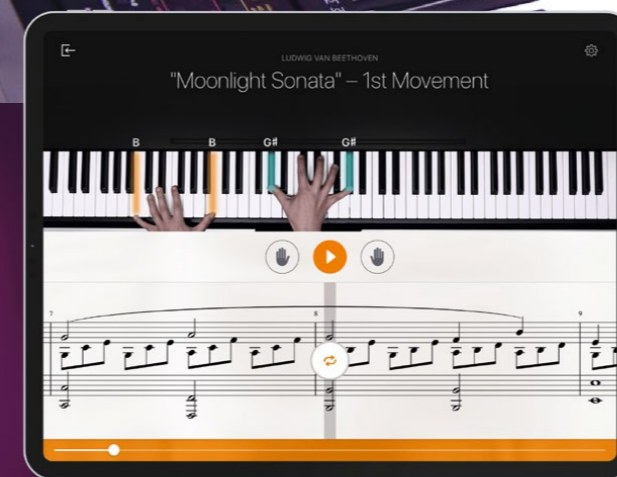 LUDWIG VAN BEETHOVEN
"Moonlight Sonata" – 1st Movement
B B G# G#
7 8 9